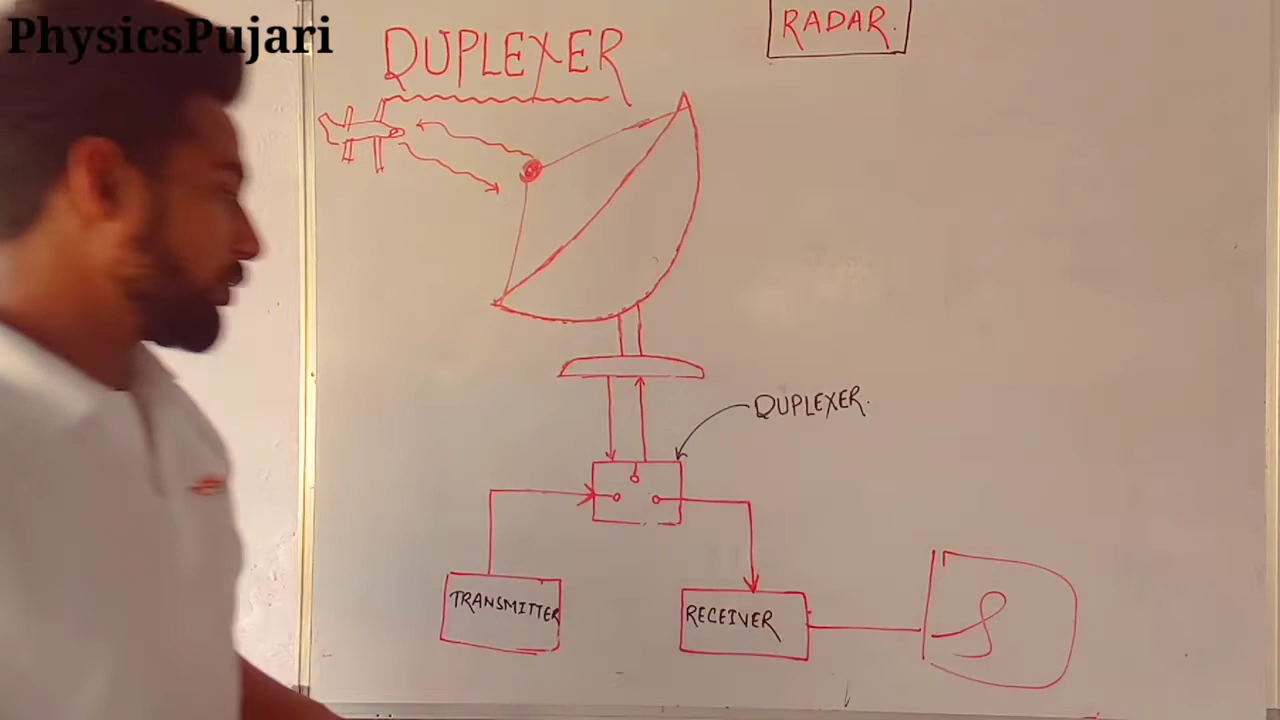 PhysicsPujari
RADAR.
DUPLEXER
DUPLEXER.
TRANSMITTER
RECEIVER